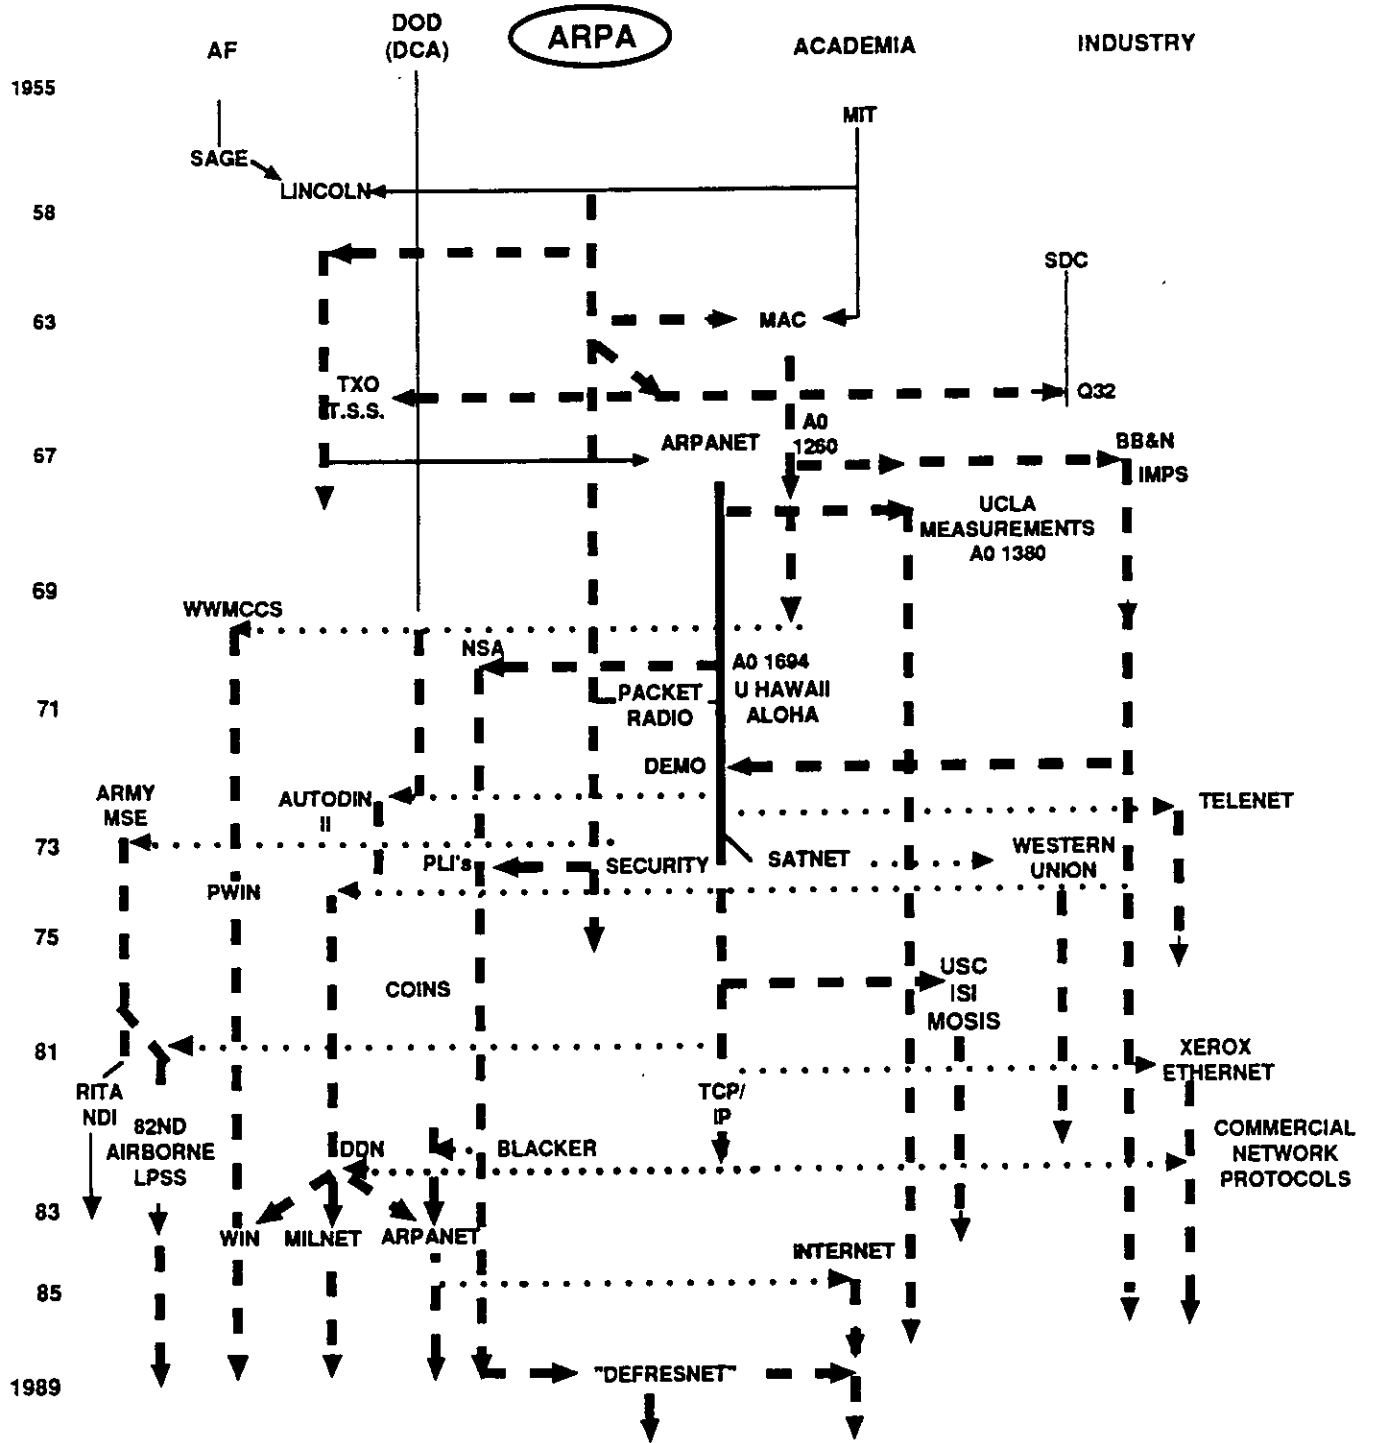 DOD
(DCA)
AF
ARPA
ACADEMIA
INDUSTRY
1955
MIT
SAGE
LINCOLN
58
SDC
63
MAC
TXO
T.S.S.
Q32
A0
1260
ARPANET
67
BB&N
IMPS
UCLA
MEASUREMENTS
A0 1380
69
WWMCCS
NSA
A0 1694
U HAWAII
ALOHA
PACKET
RADIO
71
DEMO
ARMY
MSE
AUTODIN
II
TELENET
73
PLI's
SECURITY
SATNET
WESTERN
UNION
PWIN
75
COINS
USC
ISI
MOSIS
81
XEROX
ETHERNET
RITA
NDI
TCP/
IP
82ND
AIRBORNE
LPSS
DDN
BLACKER
COMMERCIAL
NETWORK
PROTOCOLS
83
WIN
MILNET
ARPANET
INTERNET
85
"DEFRESNET"
1989